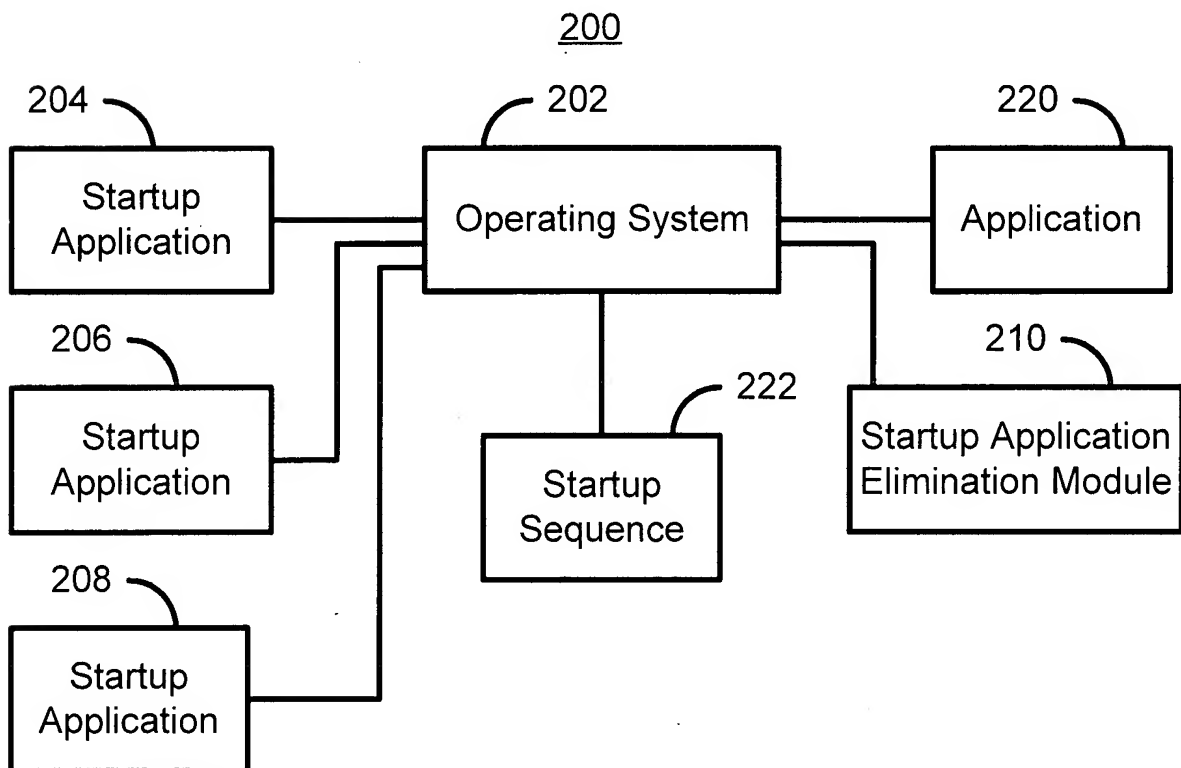 200
204
202
220
Startup
Application
Operating System
Application
206
222
210
Startup
Application
Startup
Sequence
Startup Application
Elimination Module
208
Startup
Application